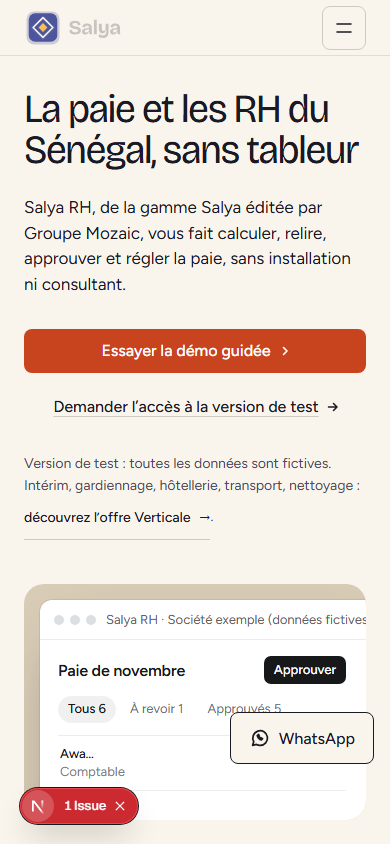 Salya
La paie et les RH du
Sénégal, sans tableur
Salya RH, de la gamme Salya éditée par
Groupe Mozaic, vous fait calculer, relire,
approuver et régler la paie, sans installation
ni consultant.
Essayer la démo guidée
Demander l’accès à la version de test →
Version de test : toutes les données sont fictives.
Intérim, gardiennage, hôtellerie, transport, nettoyage :
découvrez l’offre Verticale →.
Salya RH · Société exemple (données fictives
Paie de novembre
Approuver
Tous 6
À revoir 1
Approuvés 5
WhatsApp
Awa...
Comptable
N
1 Issue